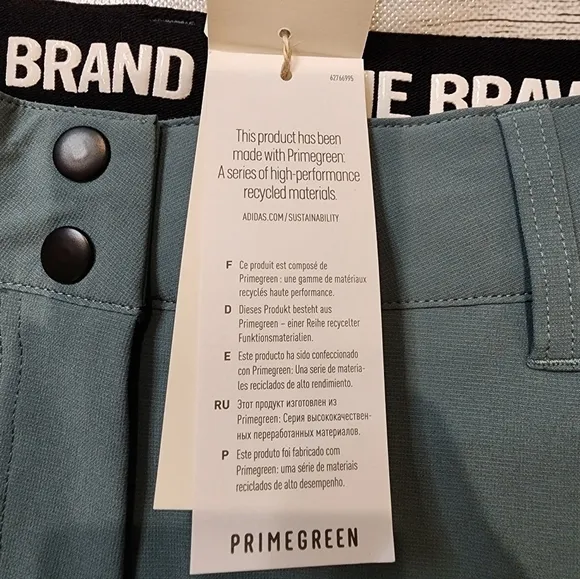 BRAND
THE BRAVE
62766995
This product has been
made with Primegreen:
A series of high-performance
recycled materials.
ADIDAS.COM/SUSTAINABILITY
F Ce produit est composé de
Primegreen : une gamme de matériaux
recyclés haute performance.
D Dieses Produkt besteht aus
Primegreen – einer Reihe recycelter
Funktionsmaterialien.
E Este producto ha sido confeccionado
con Primegreen: Una serie de materia-
les reciclados de alto rendimiento.
RU Этот продукт изготовлен из
Primegreen: Серия высококачествен-
ных переработанных материалов.
P Este produto foi fabricado com
Primegreen: uma série de materiais
reciclados de alto desempenho.
PRIMEGREEN